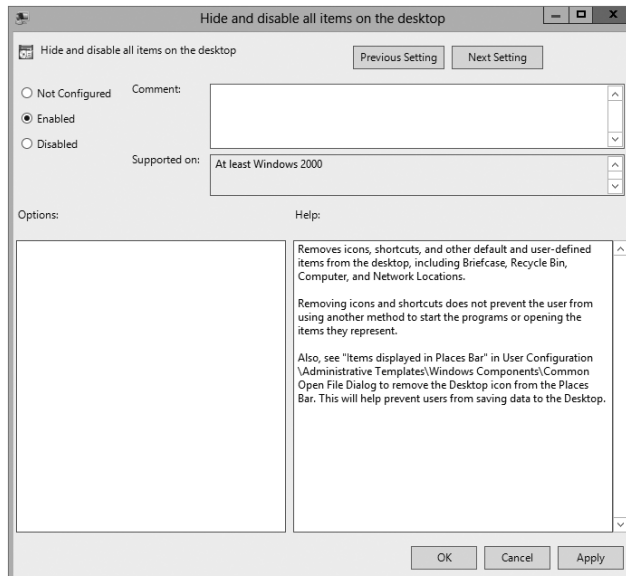 Hide and disable all items on the desktop
Hide and disable all items on the desktop
Previous Setting
Next Setting
Not Configured
Comment:
Enabled
Disabled
Supported on:
At least Windows 2000
Options:
Help:
Removes icons, shortcuts, and other default and user-defined
items from the desktop, including Briefcase, Recycle Bin,
Computer, and Network Locations.
Removing icons and shortcuts does not prevent the user from
using another method to start the programs or opening the
items they represent.
Also, see "Items displayed in Places Bar" in User Configuration
\Administrative Templates\Windows Components\Common
Open File Dialog to remove the Desktop icon from the Places
Bar. This will help prevent users from saving data to the Desktop.
OK
Cancel
Apply